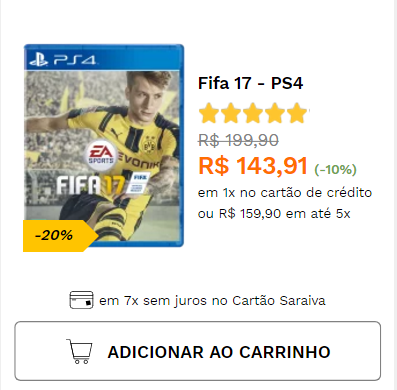 PS4
Fifa 17 - PS4
R$ 199,90
R$ 143,91 (-10%)
em 1x no cartão de crédito
ou R$ 159,90 em até 5x
EVONIK
EA
SPORTS
FIFA 17
FIFA
-20%
em 7x sem juros no Cartão Saraiva
ADICIONAR AO CARRINHO